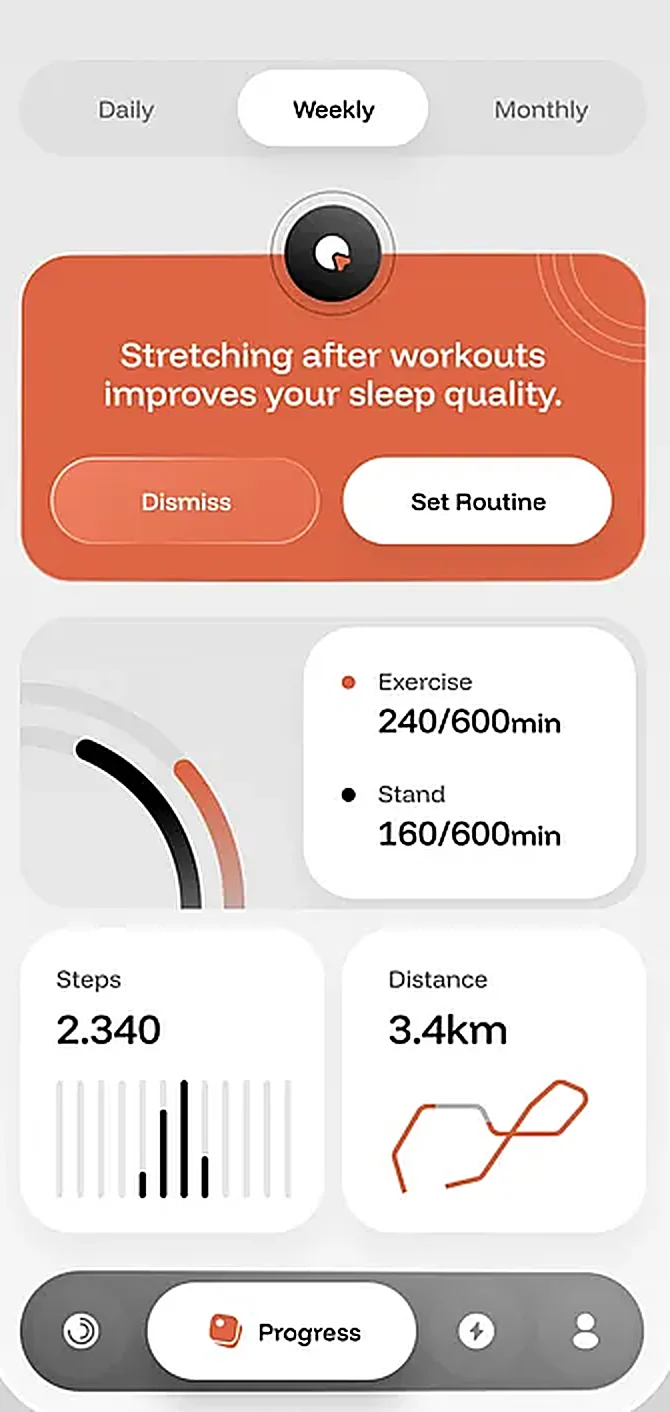 Daily
Weekly
Monthly
Stretching after workouts
improves your sleep quality.
Dismiss
Set Routine
Exercise
240/600min
Stand
160/600min
Steps
2.340
Distance
3.4km
Progress